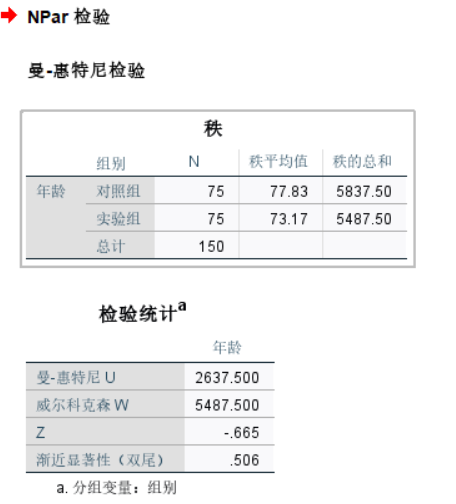 NPar 检验
曼-惠特尼检验
秩
组别 N 秩平均值 秩的总和
年龄 对照组 75 77.83 5837.50
实验组 75 73.17 5487.50
总计 150
检验统计a
年龄
曼-惠特尼 U 2637.500
威尔科克森 W 5487.500
Z -.665
渐近显著性（双尾） .506
a. 分组变量：组别